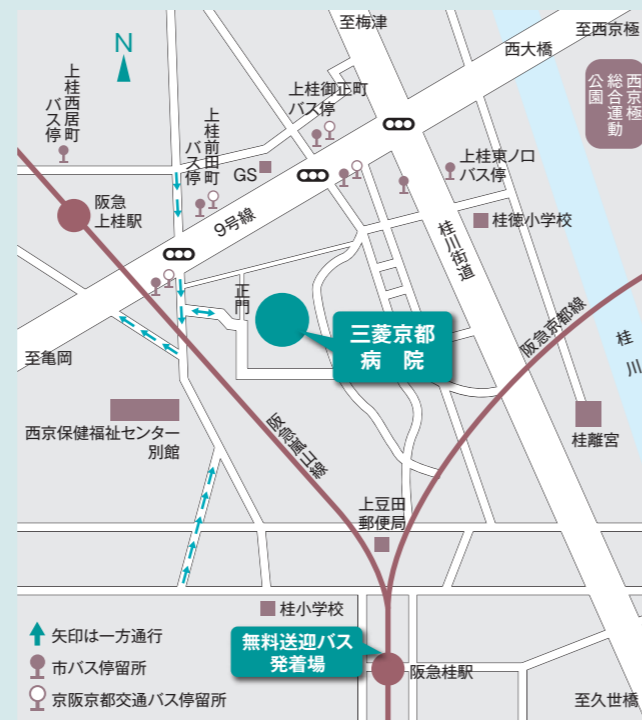 至梅津
至西京極
西大橋
N
上桂西居町
バス停
上桂御正町
バス停
西京極
総合運動
公園
上桂前田町
バス停
GS
上桂東ノ口
バス停
阪急
上桂駅
9号線
桂徳小学校
桂川街道
正門
三菱京都
病院
阪急京都線
桂川
至亀岡
西京保健福祉センター
別館
阪急嵐山線
桂離宮
上豆田
郵便局
桂小学校
無料送迎バス
発着場
阪急桂駅
矢印は一方通行
市バス停留所
京阪京都交通バス停留所
至久世橋